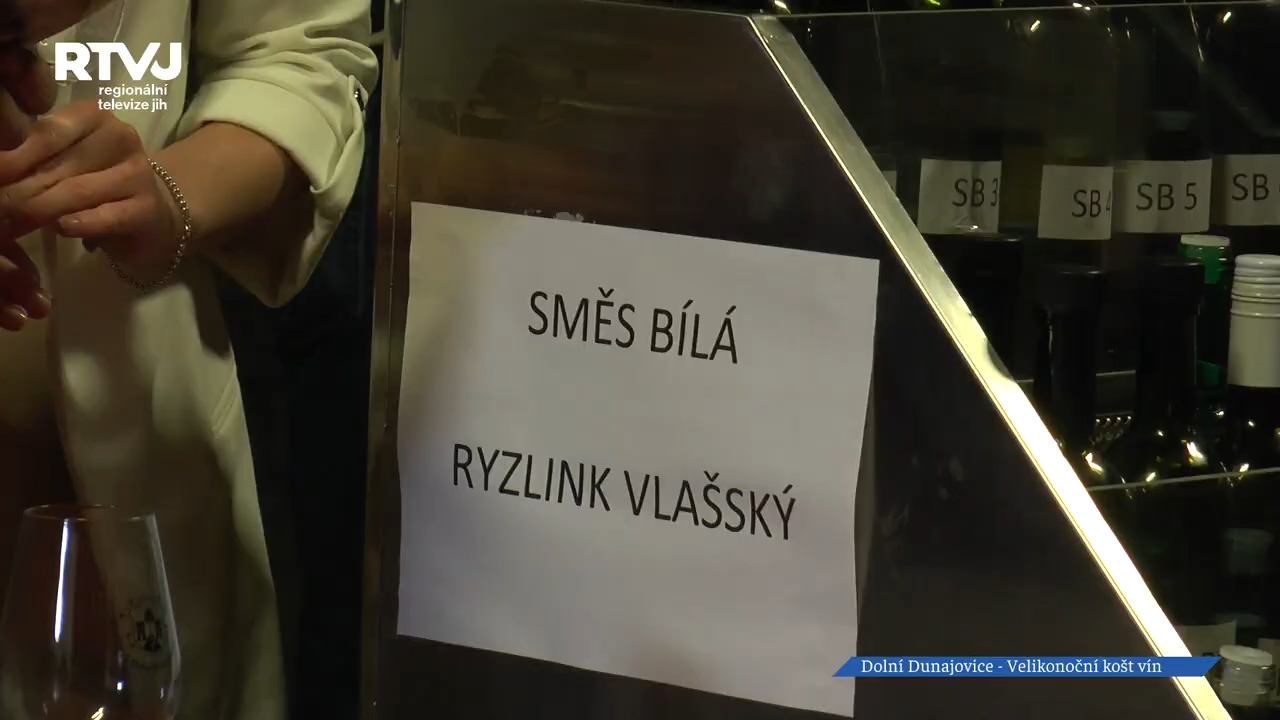 RTVJ
regionální
televize jih
SB 3
SB 4
SB 5
SB
SMĚS BÍLÁ
RYZLINK VLAŠSKÝ
Dolní Dunajovice - Velikonoční košt vín